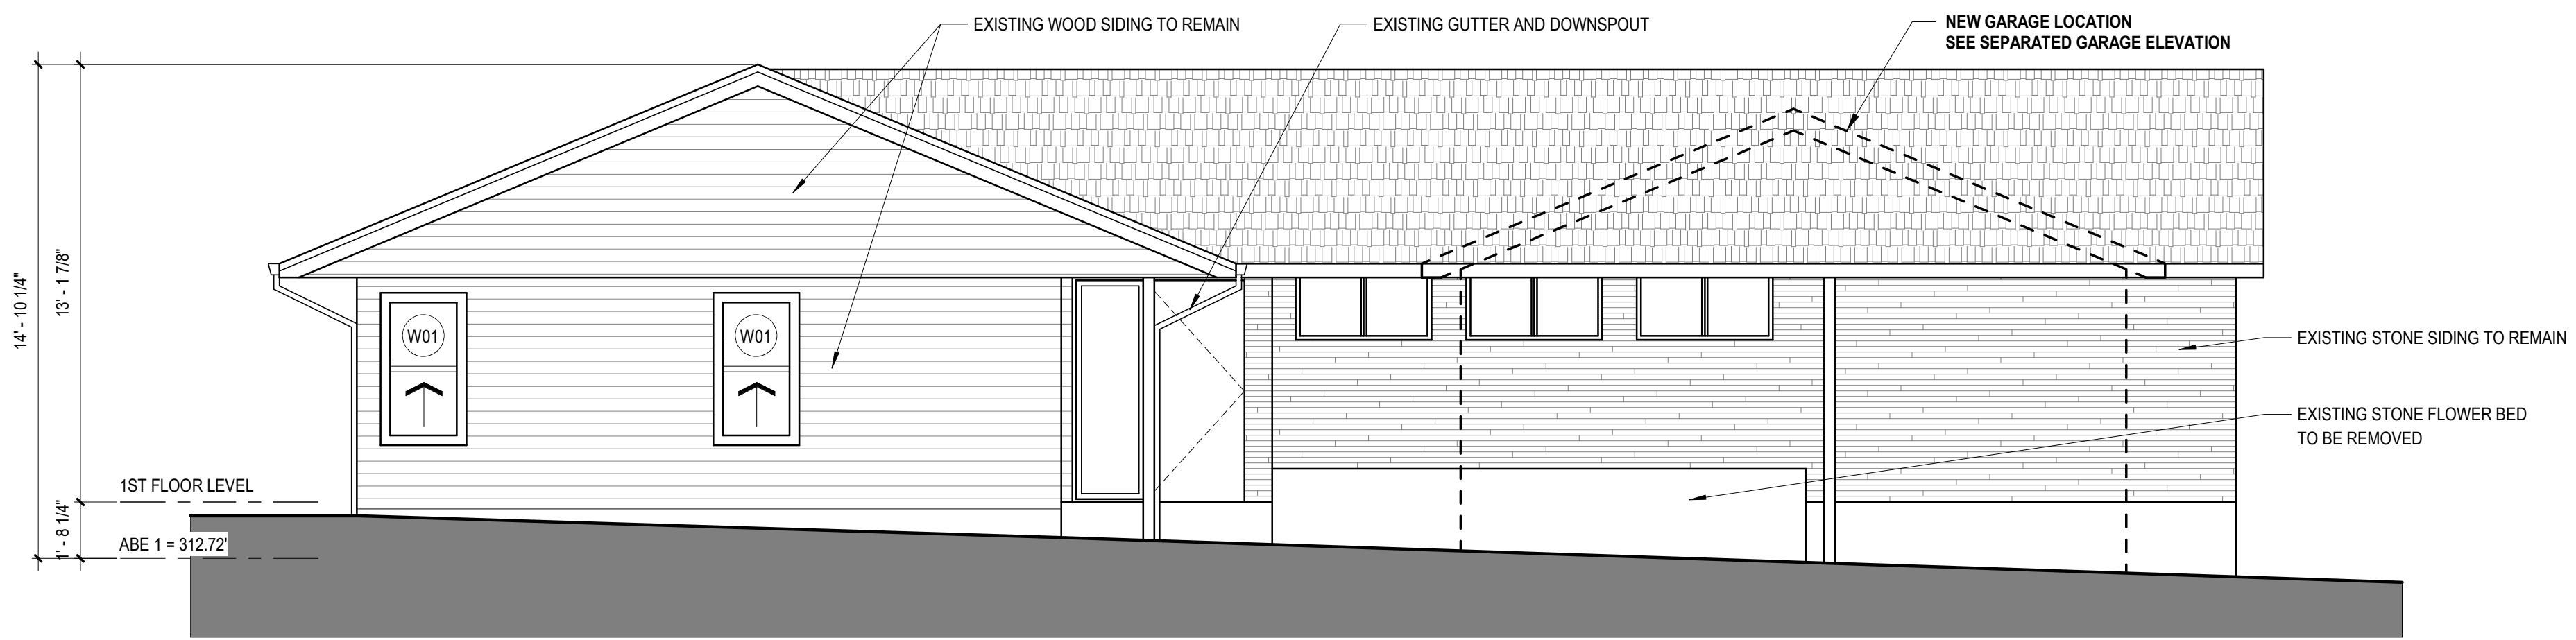 EXISTING WOOD SIDING TO REMAIN
EXISTING GUTTER AND DOWNSPOUT
NEW GARAGE LOCATION
SEE SEPARATED GARAGE ELEVATION
14' - 10 1/4"
13' - 1 7/8"
W01
W01
EXISTING STONE SIDING TO REMAIN
EXISTING STONE FLOWER BED
TO BE REMOVED
1ST FLOOR LEVEL
1' - 8 1/4"
ABE 1 = 312.72'